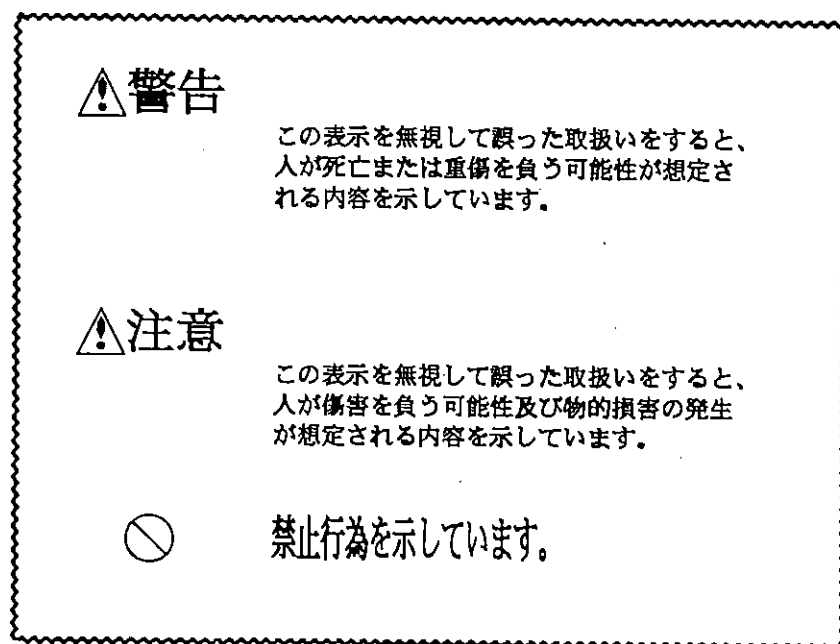 警告
この表示を無視して誤った取扱いをすると、
人が死亡または重傷を負う可能性が想定さ
れる内容を示しています。
注意
この表示を無視して誤った取扱いをすると、
人が傷害を負う可能性及び物的損害の発生
が想定される内容を示しています。
禁止行為を示しています。